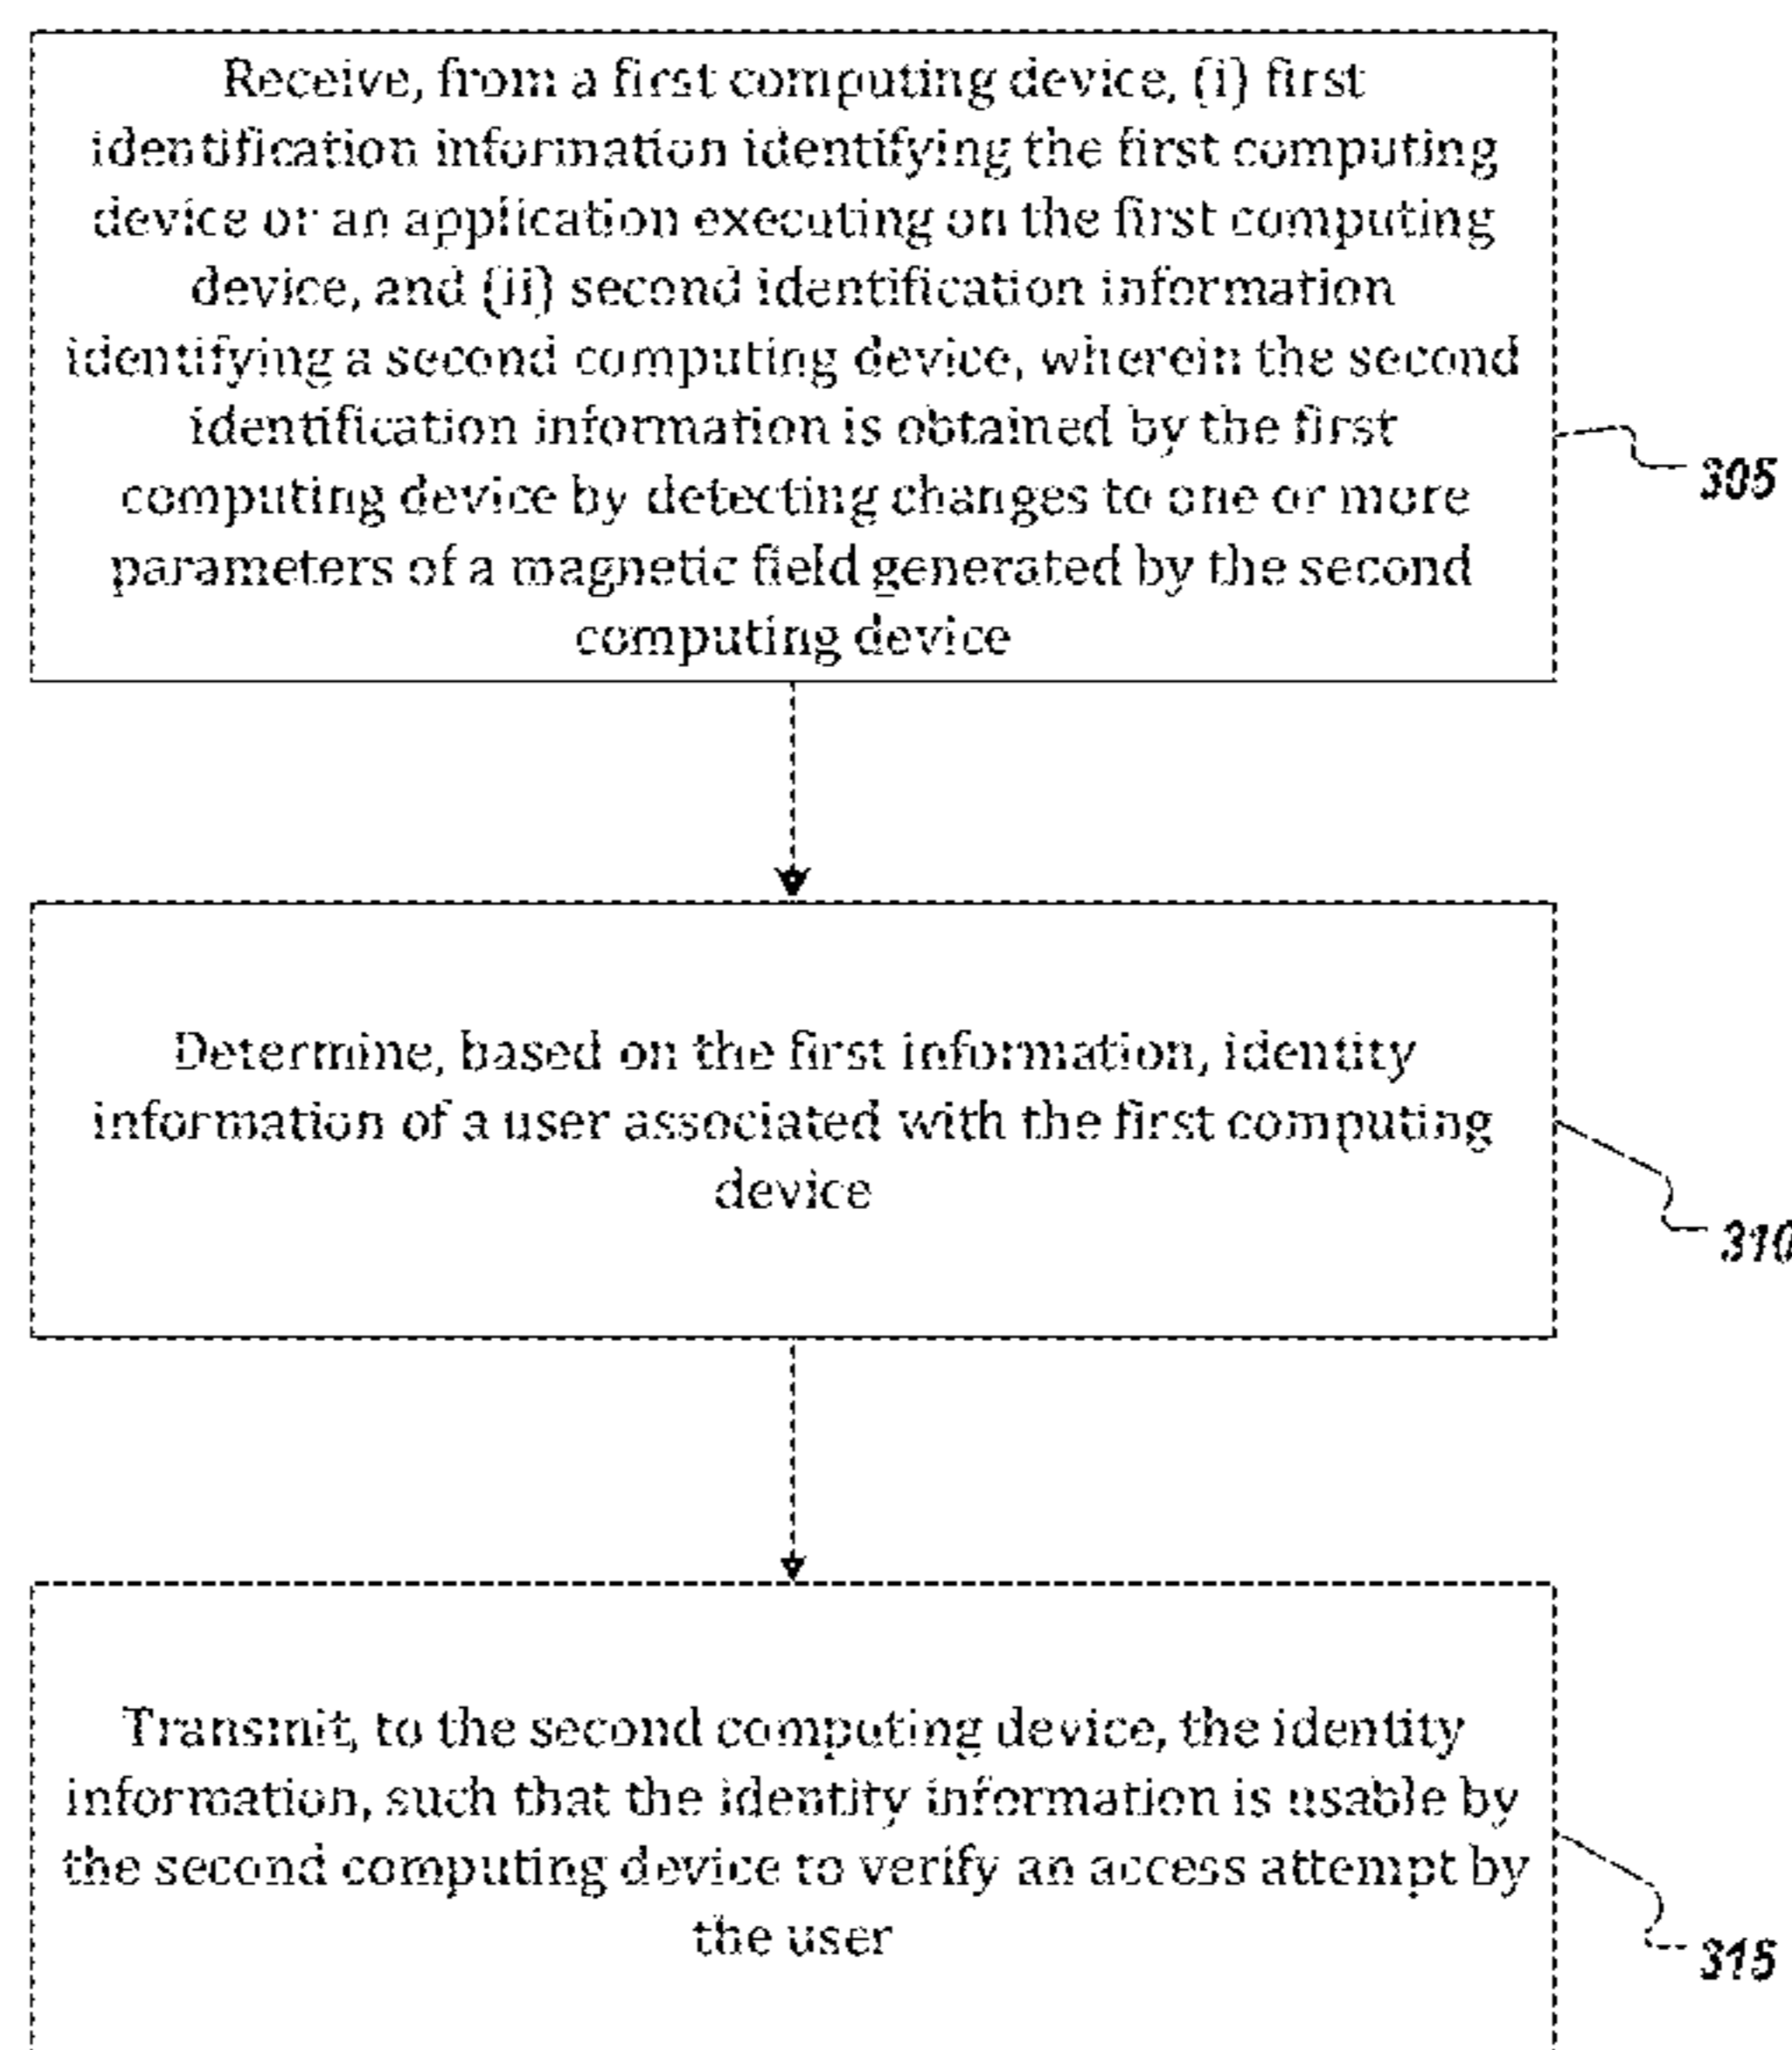 Receive, from a first computing device, (i) first
identification information identifying the first computing
device or an application executing on the first computing
device, and (ii) second identification information
identifying a second computing device, wherein the second
identification information is obtained by the first
computing device by detecting changes to one or more
parameters of a magnetic field generated by the second
computing device
305
Determine, based on the first information, identity
information of a user associated with the first computing
device
310
Transmit, to the second computing device, the identity
information, such that the identity information is usable by
the second computing device to verify an access attempt by
the user
315